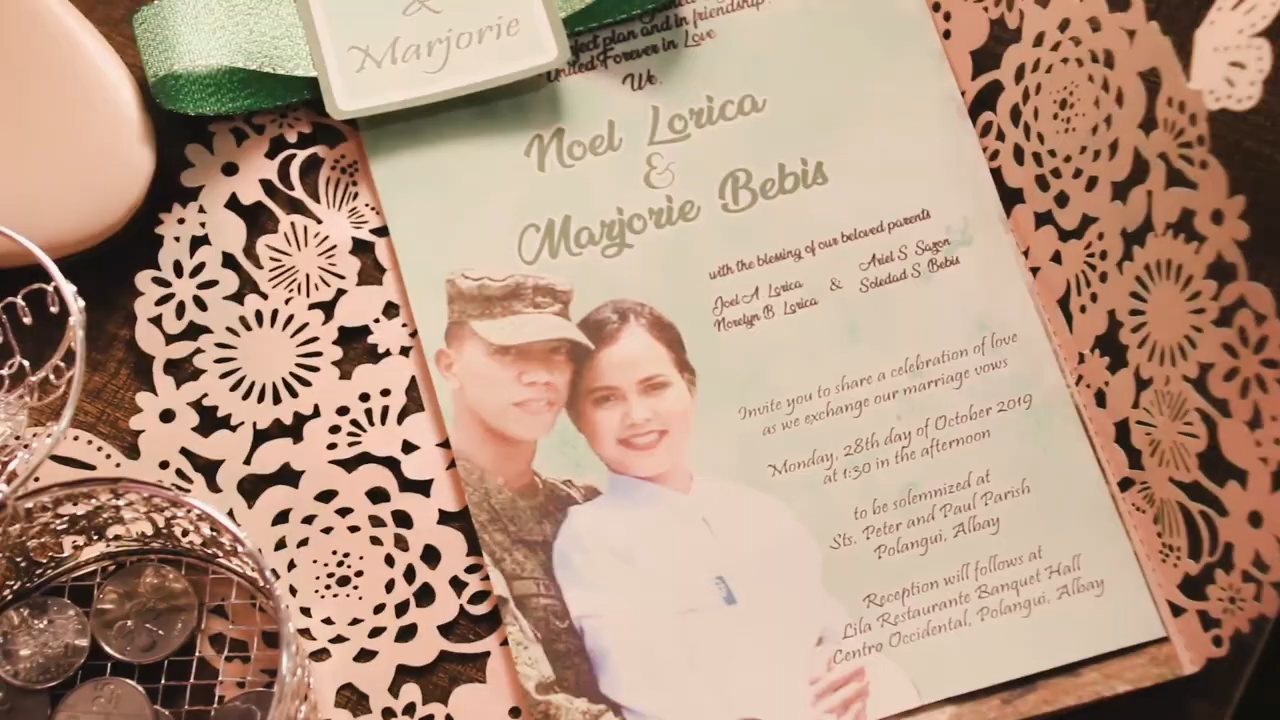 &
Marjorie
plan and in friendship.
United Forever in Love
We,
Noel Lorica
&
Marjorie Bebis
with the blessing of our beloved parents
Joel A. Lorica
Norelyn B. Lorica
&
Ariel S. Sazon
Soledad S. Bebis
Invite you to share a celebration of love
as we exchange our marriage vows
Monday, 28th day of October 2019
at 1:30 in the afternoon
to be solemnized at
Sts. Peter and Paul Parish
Polangui, Albay
Reception will follows at
Lila Restaurante Banquet Hall
Centro Occidental, Polangui, Albay